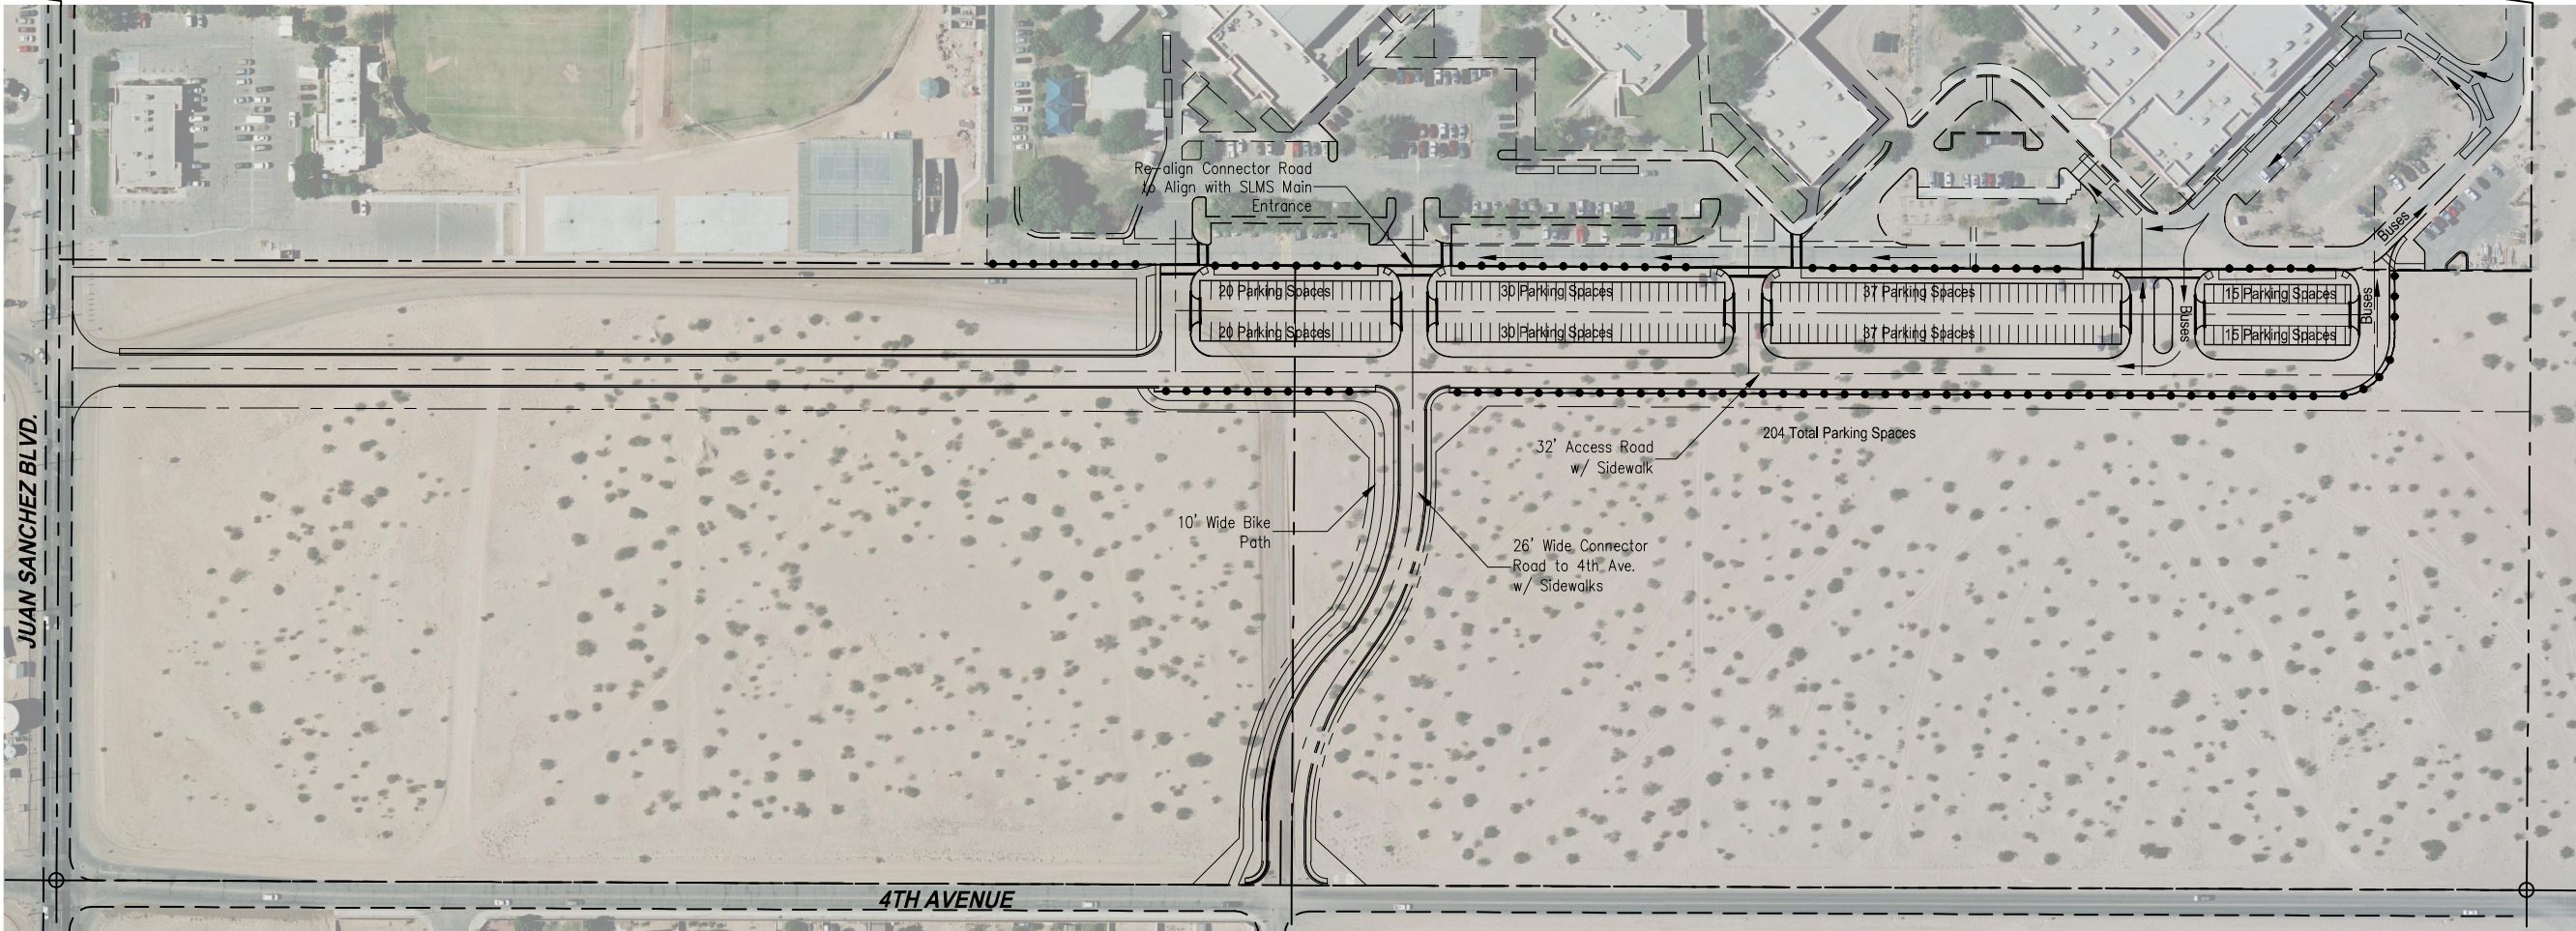 Re-align Connector Road
to Align with SLMS Main
Entrance
Buses
20 Parking Spaces
30 Parking Spaces
37 Parking Spaces
15 Parking Spaces
Buses
Buses
20 Parking Spaces
30 Parking Spaces
37 Parking Spaces
15 Parking Spaces
JUAN SANCHEZ BLVD.
204 Total Parking Spaces
32' Access Road
w/ Sidewalk
10' Wide Bike
Path
26' Wide Connector
Road to 4th Ave.
w/ Sidewalks
4TH AVENUE